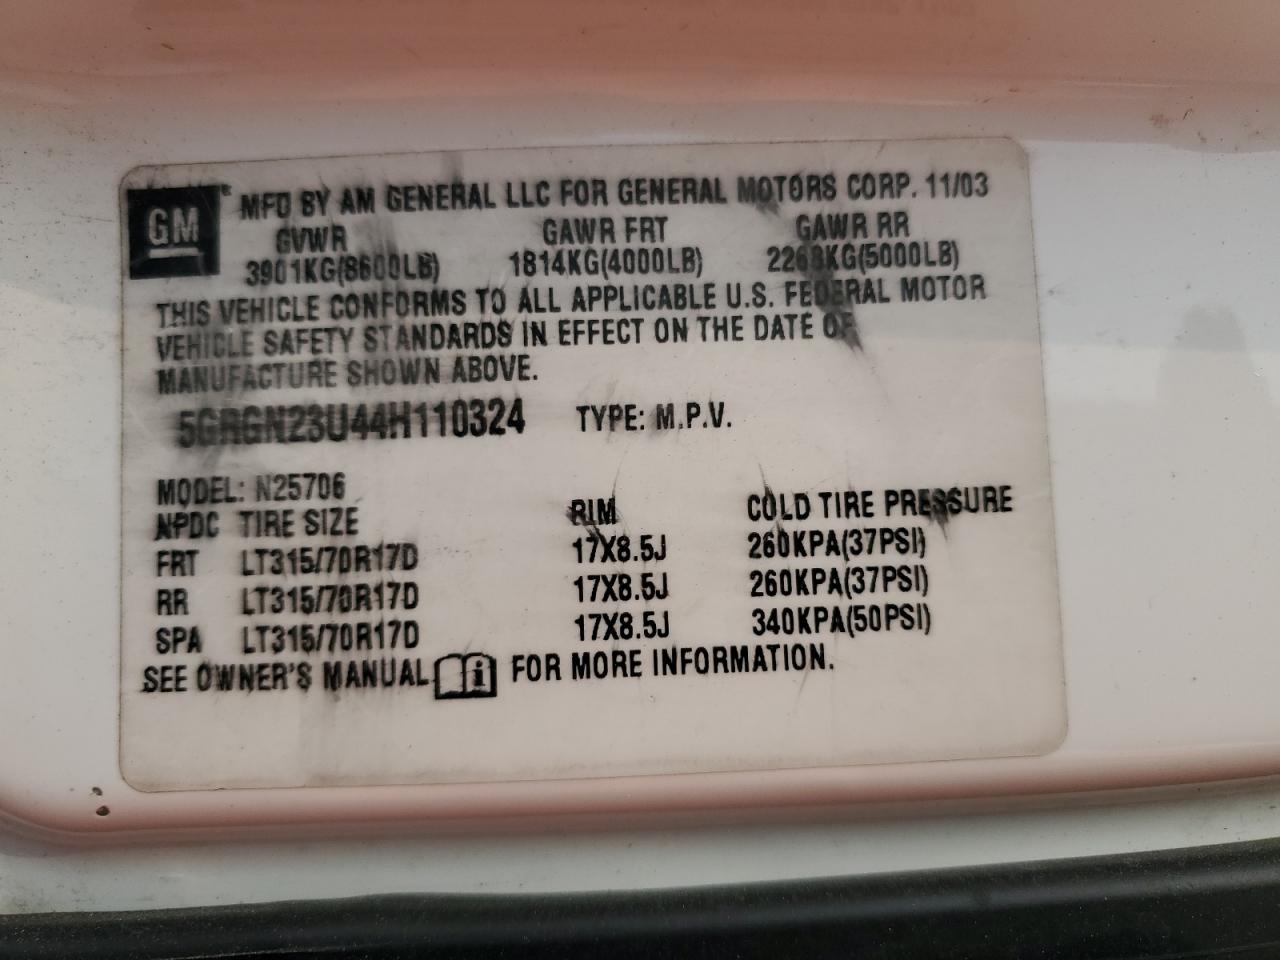 GM ® MFD BY AM GENERAL LLC FOR GENERAL MOTORS CORP. 11/03
GVWR GAWR FRT GAWR RR
3901KG(8600LB) 1814KG(4000LB) 2268KG(5000LB)
THIS VEHICLE CONFORMS TO ALL APPLICABLE U.S. FEDERAL MOTOR
VEHICLE SAFETY STANDARDS IN EFFECT ON THE DATE OF
MANUFACTURE SHOWN ABOVE.
5GRGN23U44H110324 TYPE: M.P.V.
MODEL: N25706
NPDC TIRE SIZE RIM COLD TIRE PRESSURE
FRT LT315/70R17D 17X8.5J 260KPA(37PSI)
RR LT315/70R17D 17X8.5J 260KPA(37PSI)
SPA LT315/70R17D 17X8.5J 340KPA(50PSI)
SEE OWNER'S MANUAL i FOR MORE INFORMATION.